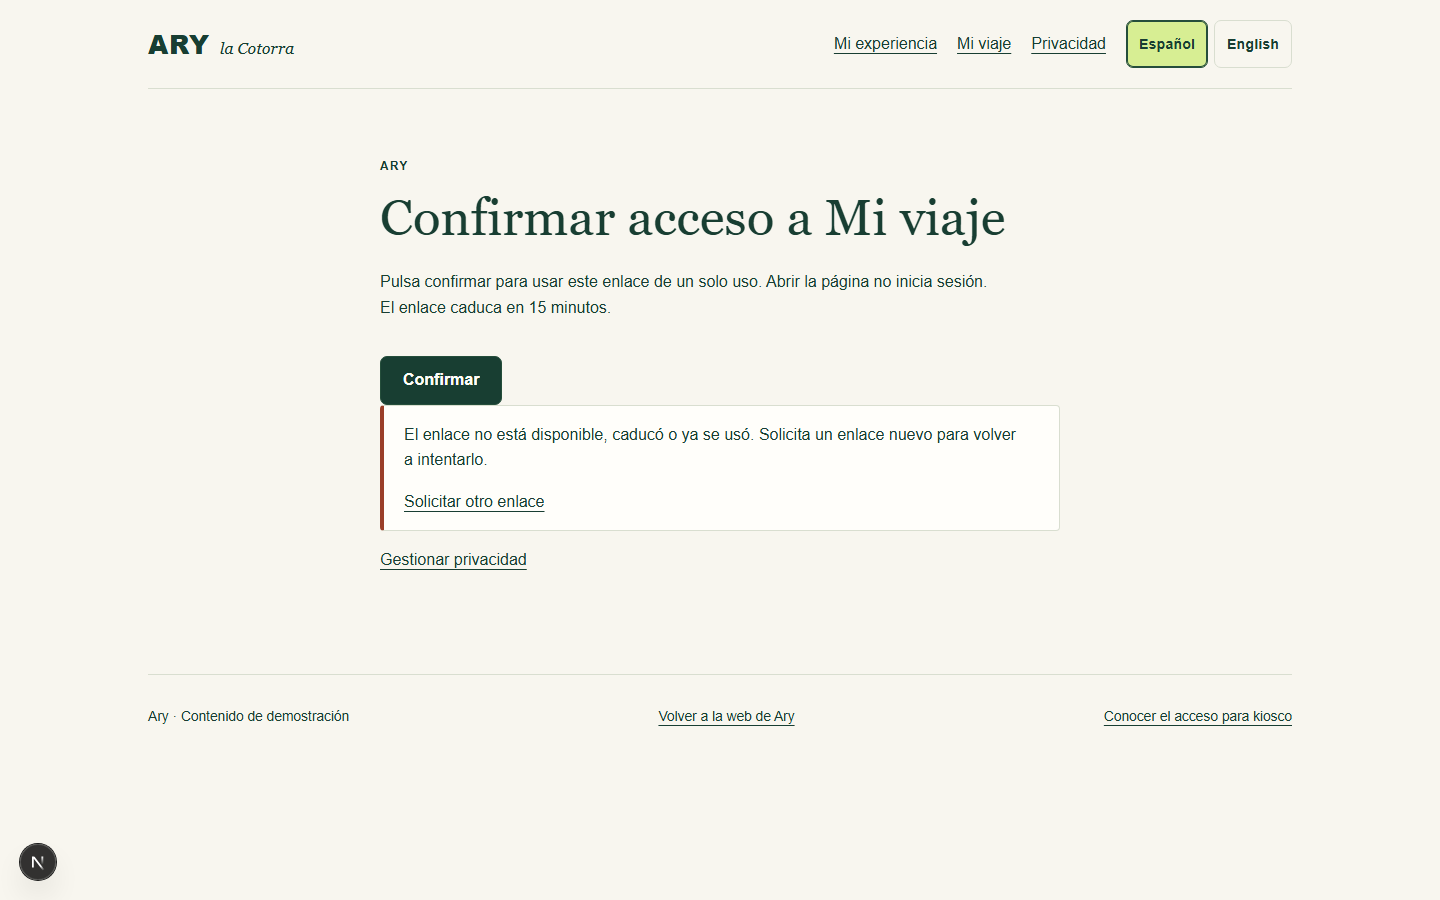 ARY la Cotorra
Mi experiencia Mi viaje Privacidad Español English
ARY
Confirmar acceso a Mi viaje
Pulsa confirmar para usar este enlace de un solo uso. Abrir la página no inicia sesión.
El enlace caduca en 15 minutos.
Confirmar
El enlace no está disponible, caducó o ya se usó. Solicita un enlace nuevo para volver
a intentarlo.
Solicitar otro enlace
Gestionar privacidad
Ary · Contenido de demostración Volver a la web de Ary Conocer el acceso para kiosco
N